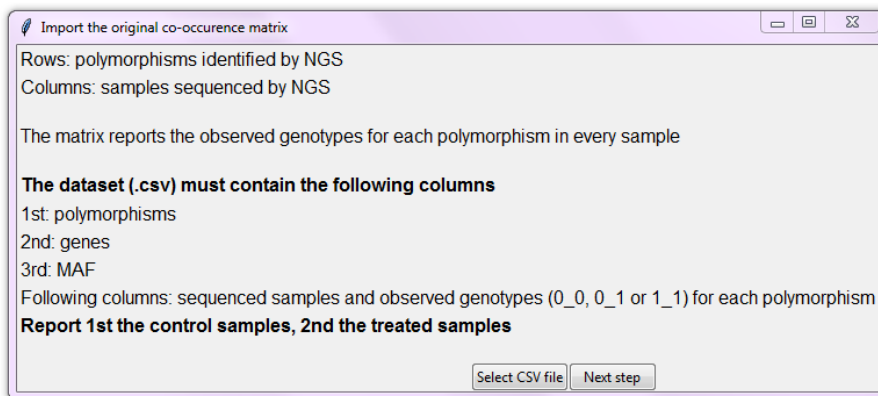 Import the original co-occurence matrix
Rows: polymorphisms identified by NGS
Columns: samples sequenced by NGS
The matrix reports the observed genotypes for each polymorphism in every sample
The dataset (.csv) must contain the following columns
1st: polymorphisms
2nd: genes
3rd: MAF
Following columns: sequenced samples and observed genotypes (0_0, 0_1 or 1_1) for each polymorphism
Report 1st the control samples, 2nd the treated samples
Select CSV file Next step